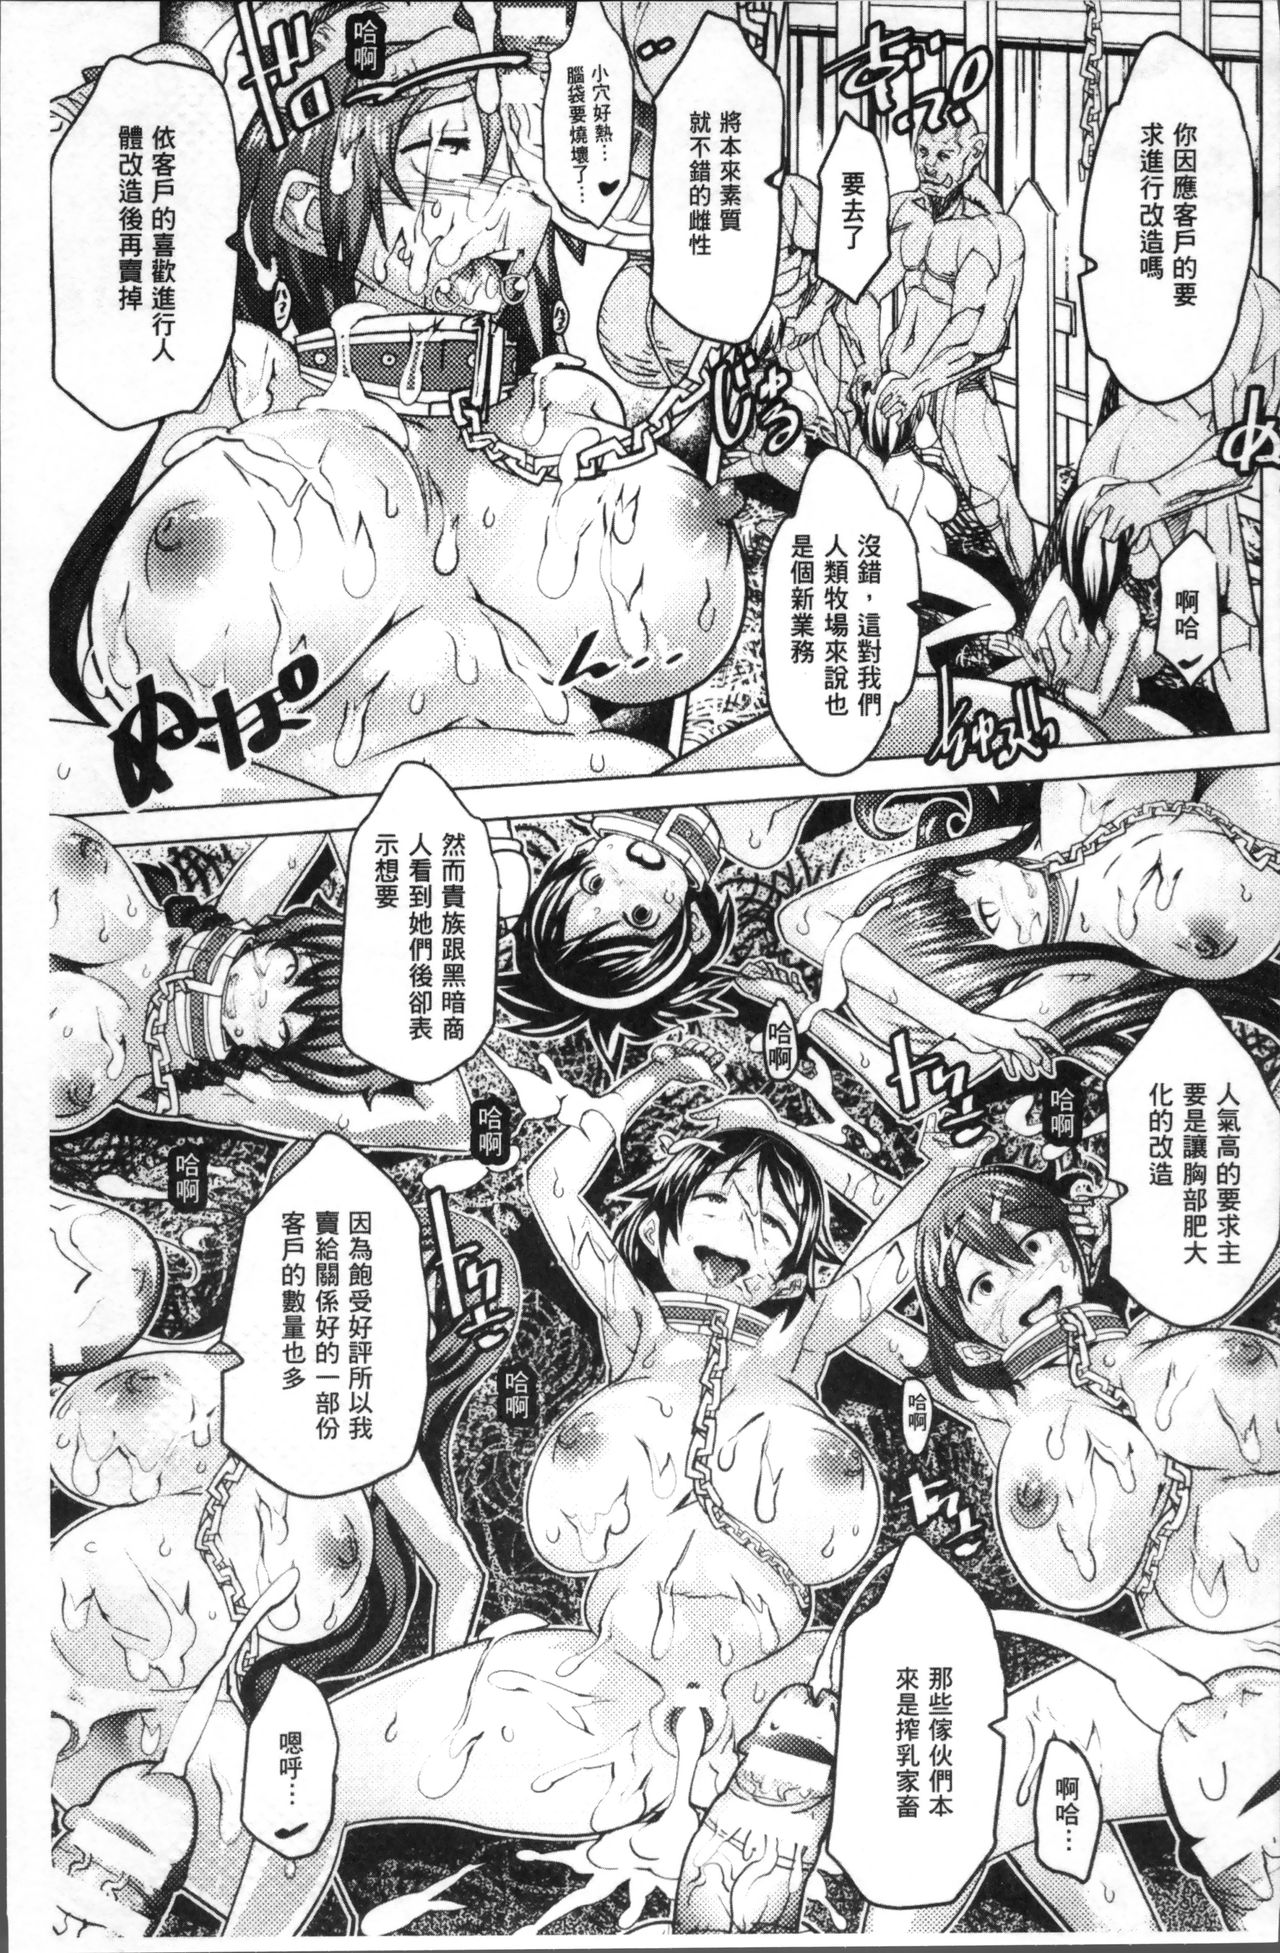 你因應客戶的要
求進行改造嗎
要去了
將本來素質
就不錯的雌性
小穴好熱…
腦袋要燒壞了…
哈啊
依客戶的喜歡進行人
體改造後再賣掉
沒錯，這對我們
人類牧場來說也
是個新業務
啊哈
然而貴族跟黑暗商
人看到她們後卻表
示想要
人氣高的要求主
要是讓胸部肥大
化的改造
哈啊
哈啊
哈啊
哈啊
因為飽受好評所以我
賣給關係好的一部份
客戶的數量也多
哈啊
哈啊
那些傢伙們本
來是搾乳家畜
嗯呼…
啊哈…